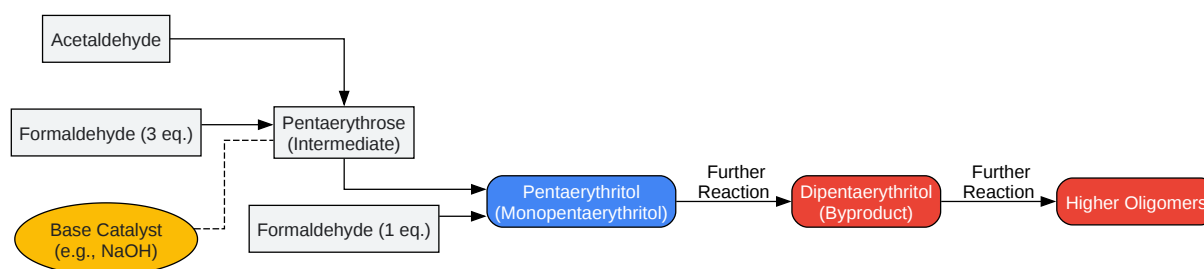 Acetaldehyde
Formaldehyde (3 eq.)
Pentaerythrose
(Intermediate)
Base Catalyst
(e.g., NaOH)
Formaldehyde (1 eq.)
Pentaerythritol
(Monopentaerythritol)
Further
Reaction
Dipentaerythritol
(Byproduct)
Further
Reaction
Higher Oligomers